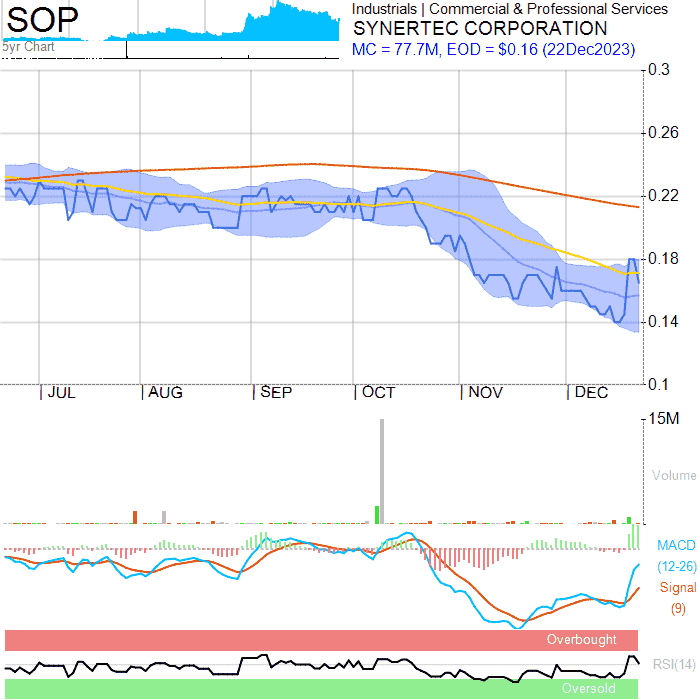 SOP
5yr Chart
Industrials | Commercial & Professional Services
SYNERTEC CORPORATION
MC = 77.7M, EOD = $0.16 (22Dec2023)
0.3
0.26
0.22
0.18
0.14
0.1
JUL AUG SEP OCT NOV DEC
15M
Volume
MACD
(12-26)
Signal
(9)
Overbought
RSI(14)
Oversold